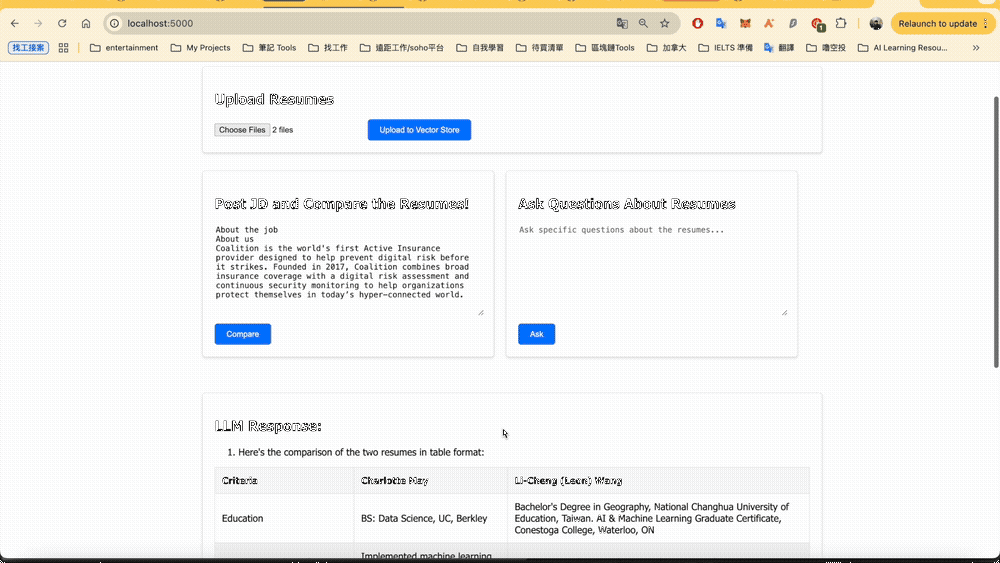 localhost:5000
Relaunch to update
找工接案
entertainment
My Projects
筆記 Tools
找工作
遠距工作/soho平台
自我學習
待買清單
區塊鏈Tools
加拿大
IELTS 準備
翻譯
嚕空投
AI Learning Resou...
Upload Resumes
Choose Files 2 files
Upload to Vector Store
Post JD and Compare the Resumes!
About the job
About us
Coalition is the world's first Active Insurance
provider designed to help prevent digital risk before
it strikes. Founded in 2017, Coalition combines broad
insurance coverage with a digital risk assessment and
continuous security monitoring to help organizations
protect themselves in today's hyper-connected world.
Compare
Ask Questions About Resumes
Ask specific questions about the resumes...
Ask
LLM Response:
1. Here's the comparison of the two resumes in table format:
Criteria
Charlotte May
Li-Cheng (Leon) Wang
Education
BS: Data Science, UC, Berkley
Bachelor's Degree in Geography, National Changhua University of
Education, Taiwan. AI & Machine Learning Graduate Certificate,
Conestoga College, Waterloo, ON
Implemented machine learning